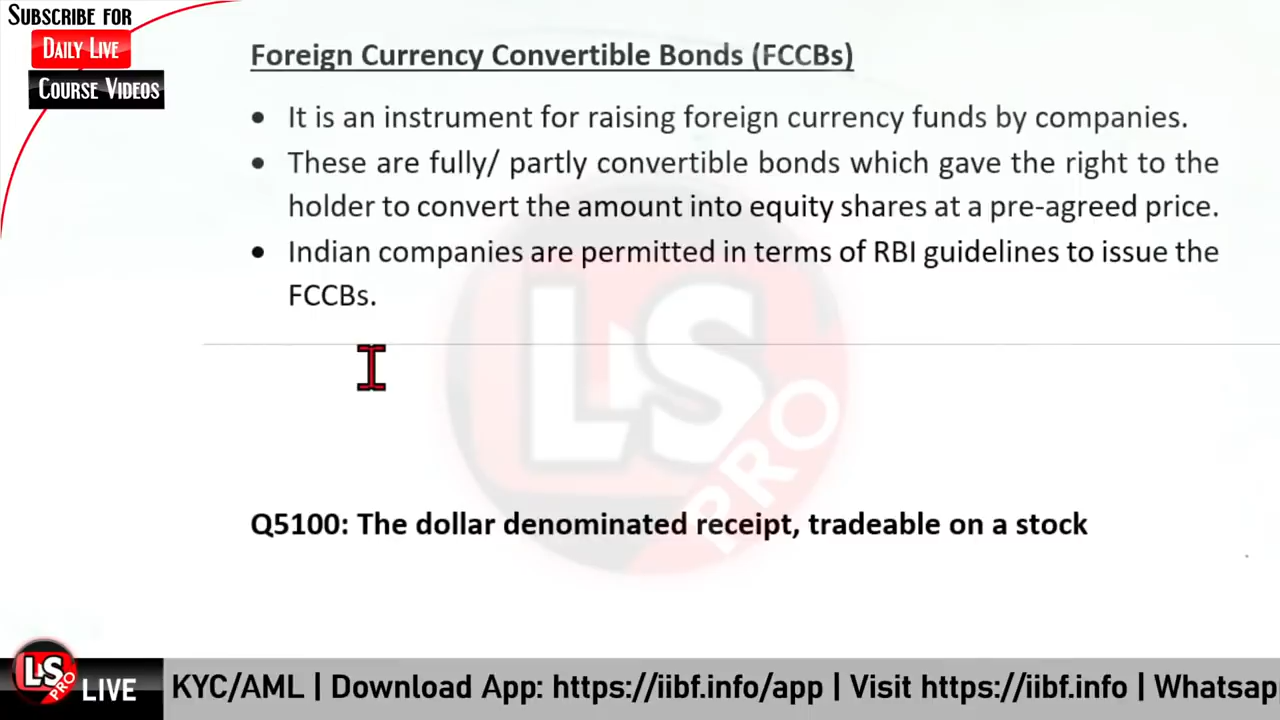 SUBSCRIBE FOR
DAILY LIVE
COURSE VIDEOS
Foreign Currency Convertible Bonds (FCCBs)
• It is an instrument for raising foreign currency funds by companies.
• These are fully/ partly convertible bonds which gave the right to the
holder to convert the amount into equity shares at a pre-agreed price.
• Indian companies are permitted in terms of RBI guidelines to issue the
FCCBs.
LS
PRO
Q5100: The dollar denominated receipt, tradeable on a stock
LS
PRO
LIVE
KYC/AML | Download App: https://iibf.info/app | Visit https://iibf.info | Whatsap